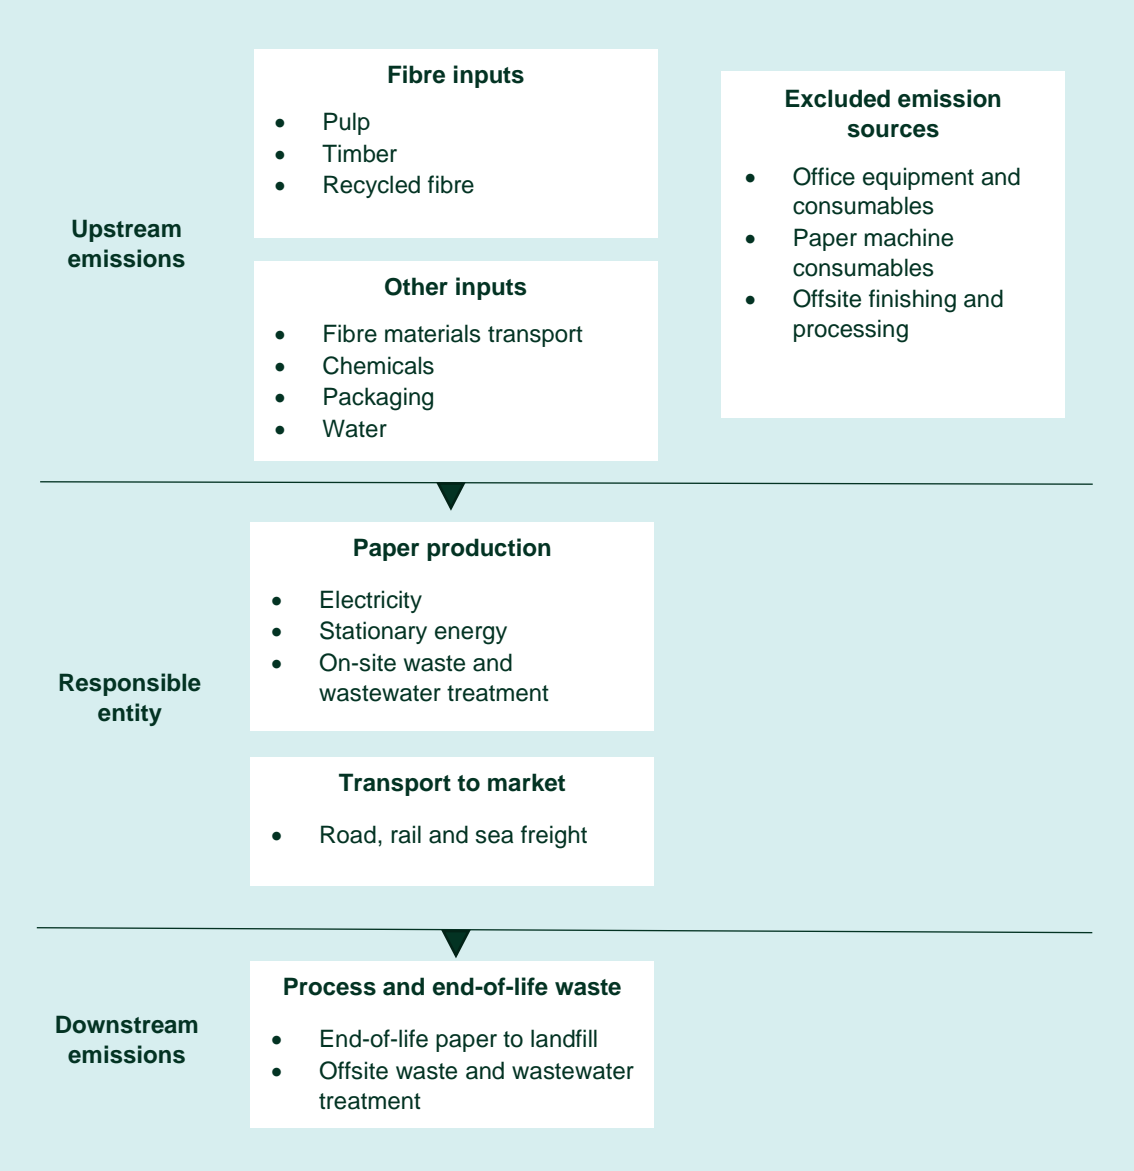 Upstream
emissions
Fibre inputs
• Pulp
• Timber
• Recycled fibre
Other inputs
• Fibre materials transport
• Chemicals
• Packaging
• Water
Excluded emission
sources
• Office equipment and
consumables
• Paper machine
consumables
• Offsite finishing and
processing
Responsible
entity
Paper production
• Electricity
• Stationary energy
• On-site waste and
wastewater treatment
Transport to market
• Road, rail and sea freight
Downstream
emissions
Process and end-of-life waste
• End-of-life paper to landfill
• Offsite waste and wastewater
treatment